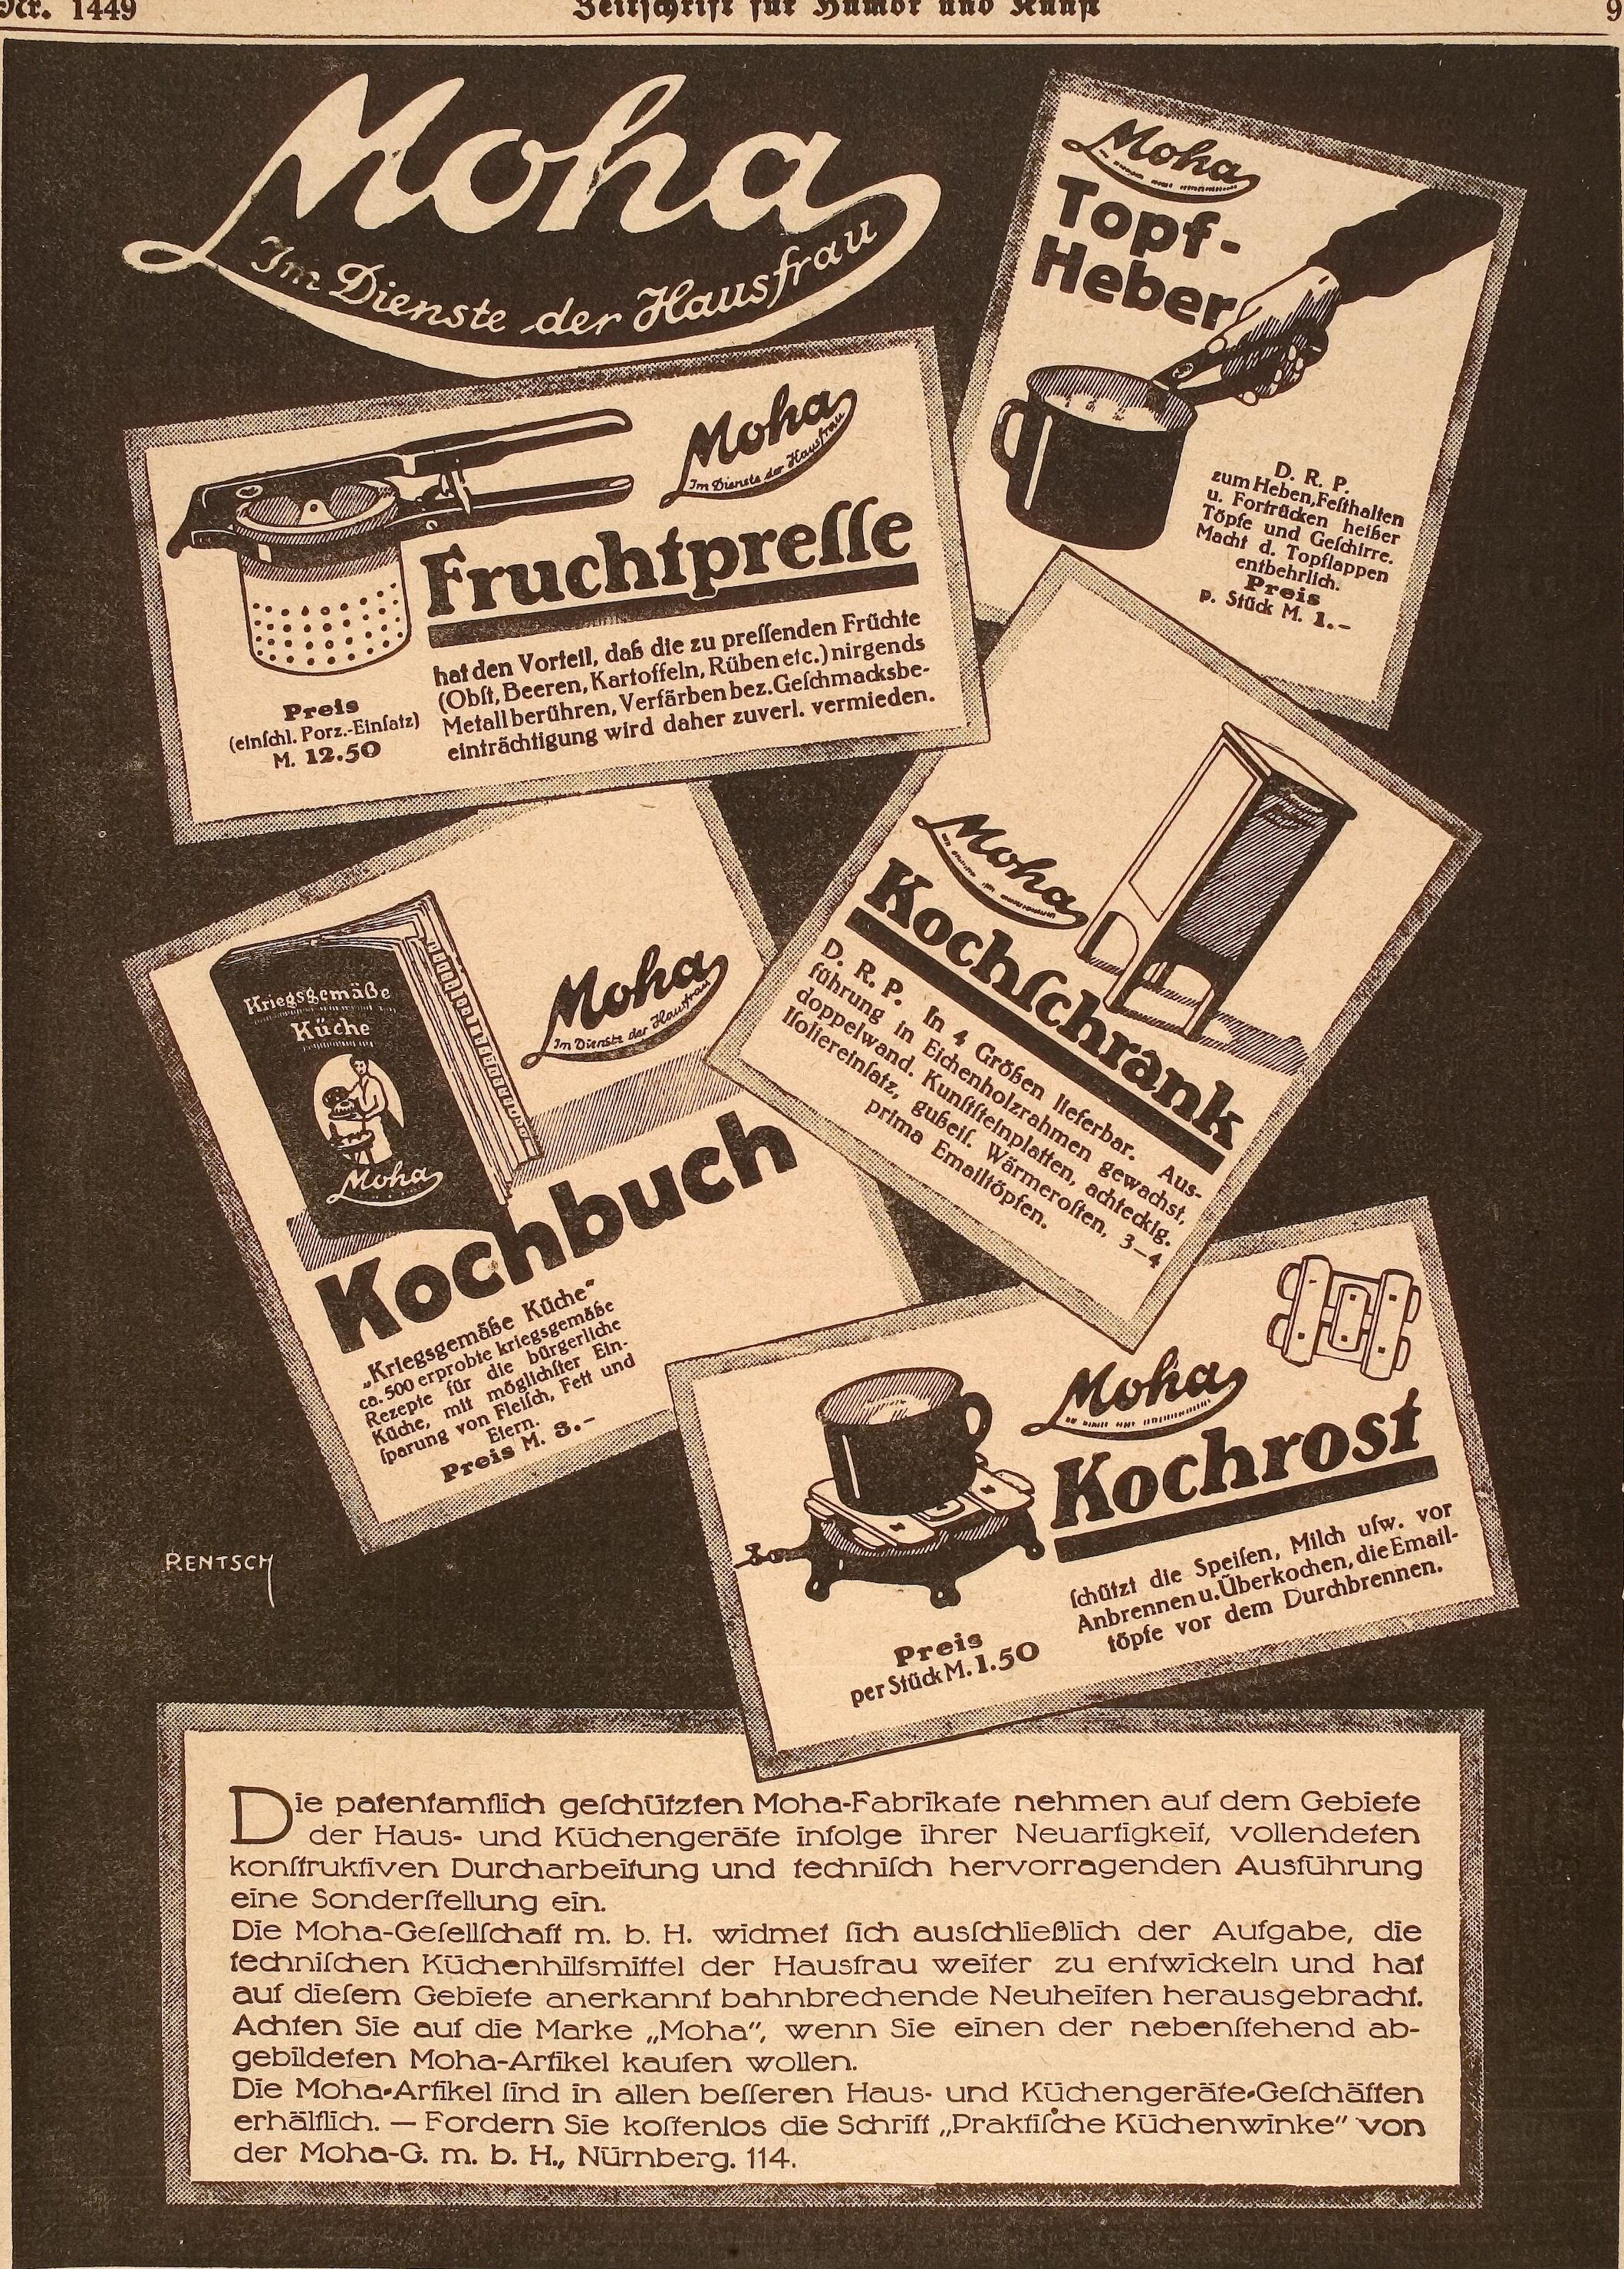 Nr. 1449
Zeitschrift für Humor und Kunst
9
Moha
Im Dienste der Hausfrau
Moha
Topf-
Heber
D. R. P.
zum Heben, Feſthalten
u. Fortrücken heißer
Töpfe und Geſchirre.
Macht d. Topflappen
entbehrlich.
Preis
p. Stück M. 1.–
Moha
Im Dienste der Hausfrau
Fruchtpreſſe
hat den Vorteil, daß die zu preſſenden Früchte
(Obſt, Beeren, Kartoffeln, Rüben etc.) nirgends
Metall berühren, Verfärben bez. Geſchmacksbe-
einträchtigung wird daher zuverl. vermieden.
Preis
(einſchl. Porz.-Einſatz)
M. 12.50
Moha
Kochſchrank
D. R. P. In 4 Größen lieferbar. Aus-
führung in Eichenholzrahmen gewachst,
doppelwand. Kunſtſteinplatten, achteckig.
Iſoliereinſatz, gußeiſ. Wärmeroſten, 3–4
prima Emailtöpfen.
Kriegsgemäße
Küche
Moha
Moha
Im Dienste der Hausfrau
Kochbuch
„Kriegsgemäße Küche“
ca. 500 erprobte kriegsgemäße
Rezepte für die bürgerliche
Küche, mit möglichſter Ein-
ſparung von Fleiſch, Fett und
Eiern.
Preis M. 3.–
Moha
Kochrost
ſchützt die Speiſen, Milch uſw. vor
Anbrennen u. Überkochen, die Email-
töpfe vor dem Durchbrennen.
Preis
per Stück M. 1.50
RENTSCH
Die patentamtlich geſchützten Moha-Fabrikate nehmen auf dem Gebiete
der Haus- und Küchengeräte infolge ihrer Neuartigkeit, vollendeten
konſtruktiven Durcharbeitung und techniſch hervorragenden Ausführung
eine Sonderſtellung ein.
Die Moha-Geſellſchaft m. b. H. widmet ſich ausſchließlich der Aufgabe, die
techniſchen Küchenhilfsmittel der Hausfrau weiter zu entwickeln und hat
auf dieſem Gebiete anerkannt bahnbrechende Neuheiten herausgebracht.
Achten Sie auf die Marke „Moha“, wenn Sie einen der nebenſtehend ab-
gebildeten Moha-Artikel kaufen wollen.
Die Moha-Artikel ſind in allen beſſeren Haus- und Küchengeräte-Geſchäften
erhältlich. — Fordern Sie koſtenlos die Schrift „Praktiſche Küchenwinke“ von
der Moha-G. m. b. H., Nürnberg. 114.